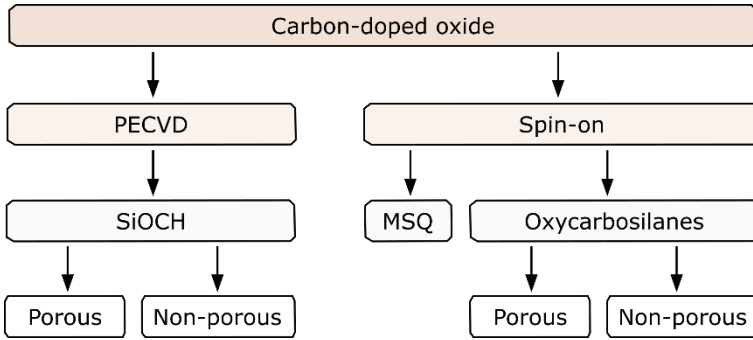 Carbon-doped oxide
PECVD
Spin-on
SiOCH
MSQ
Oxycarbosilanes
Porous
Non-porous
Porous
Non-porous